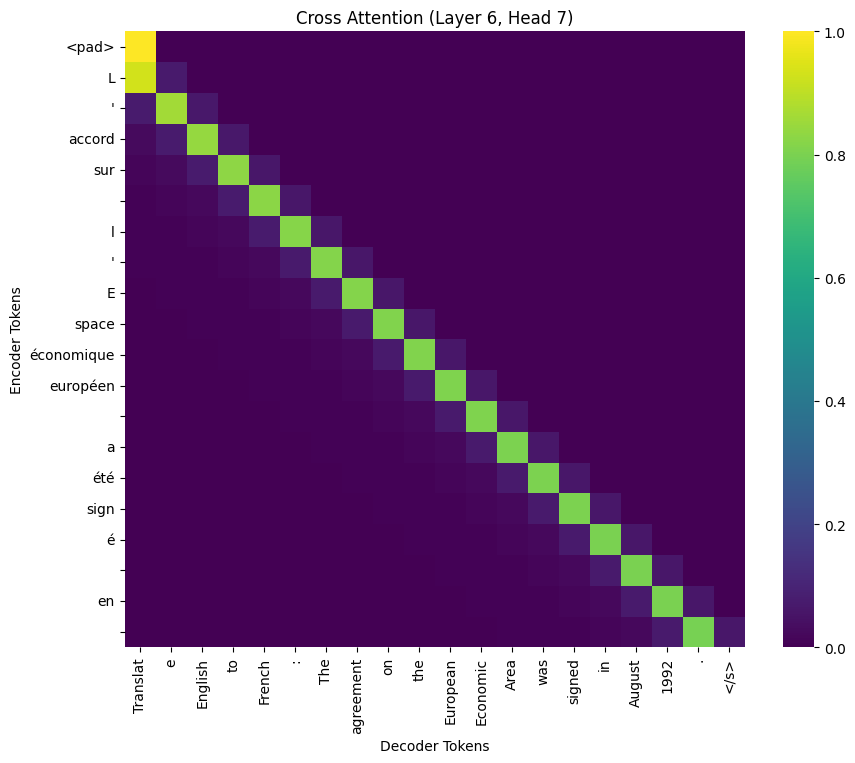 Cross Attention (Layer 6, Head 7)
Encoder Tokens
<pad>
L
'
accord
sur
l
'
E
space
économique
européen
a
été
sign
é
en
Translat
e
English
to
French
:
The
agreement
on
the
European
Economic
Area
was
signed
in
August
1992
.
</s>
Decoder Tokens
1.0
0.8
0.6
0.4
0.2
0.0